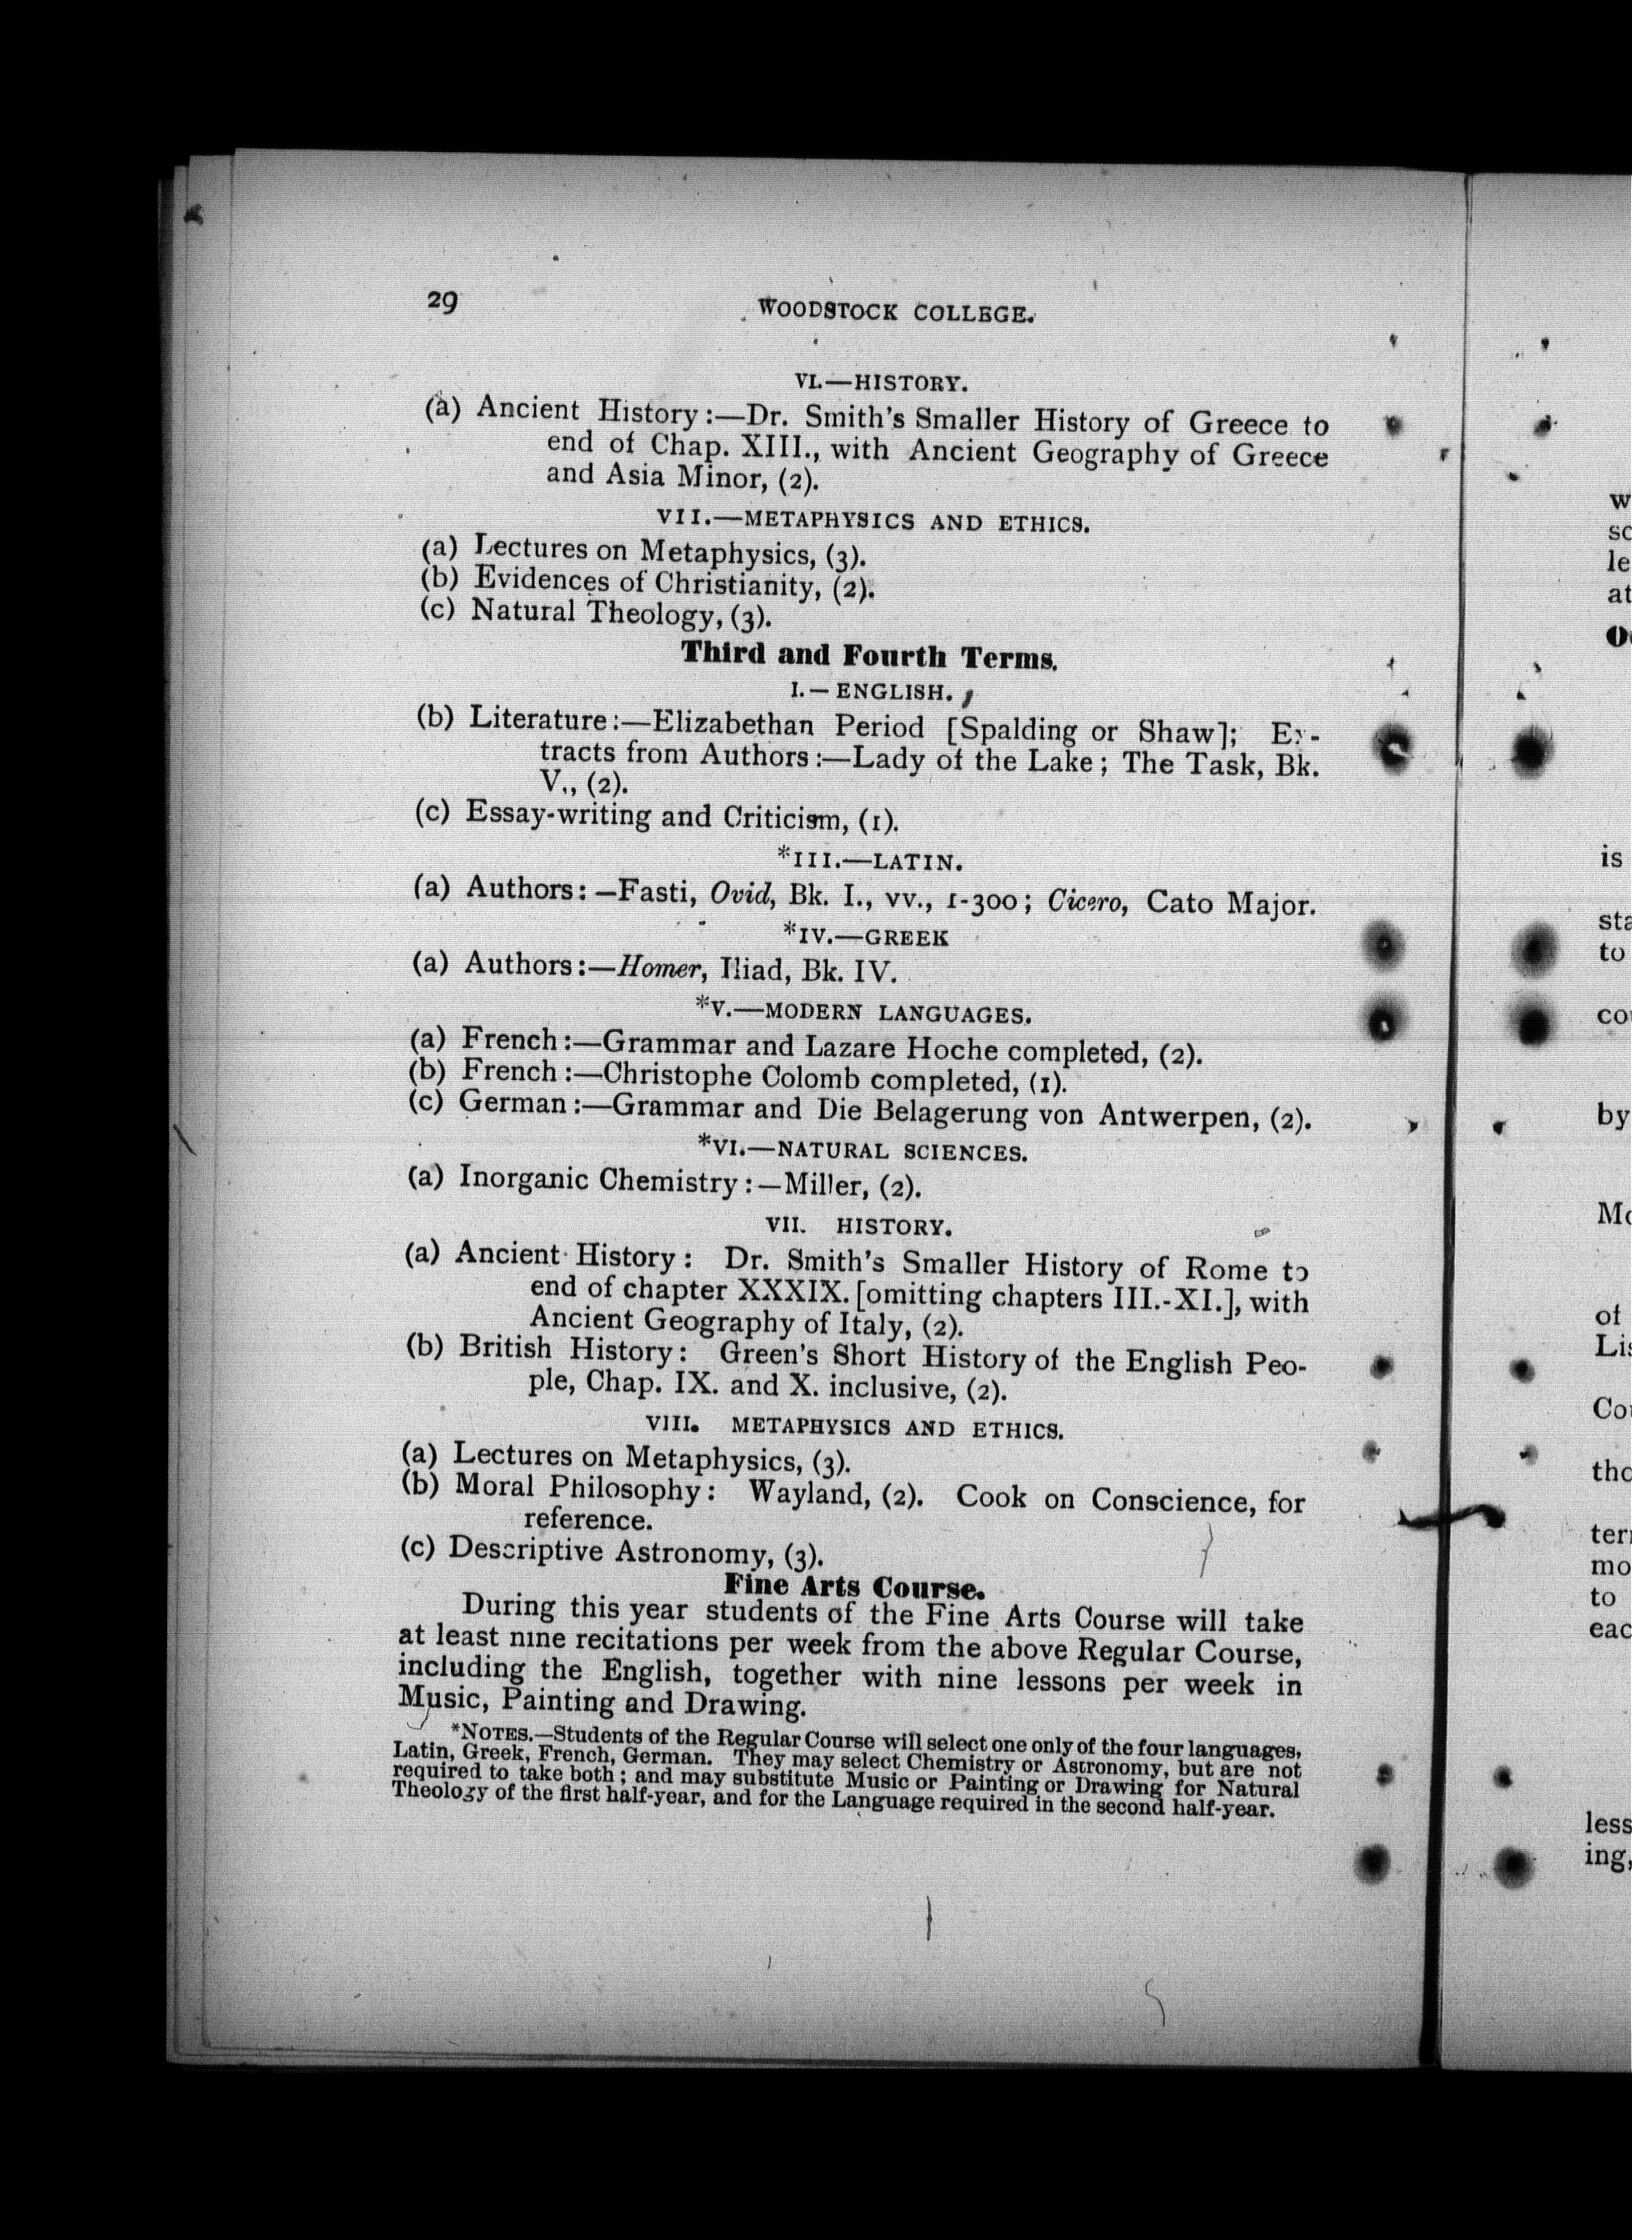 29
WOODSTOCK COLLEGE.
VI.—HISTORY.
(a) Ancient History:—Dr. Smith's Smaller History of Greece to
end of Chap. XIII., with Ancient Geography of Greece
and Asia Minor, (2).
VII.—METAPHYSICS AND ETHICS.
(a) Lectures on Metaphysics, (3).
(b) Evidences of Christianity, (2).
(c) Natural Theology, (3).
Third and Fourth Terms.
I.—ENGLISH.
(b) Literature:—Elizabethan Period [Spalding or Shaw]; Ex-
tracts from Authors:—Lady of the Lake; The Task, Bk.
V., (2).
(c) Essay-writing and Criticism, (1).
*III.—LATIN.
(a) Authors:—Fasti, Ovid, Bk. I., vv., 1-300; Cicero, Cato Major.
*IV.—GREEK
(a) Authors:—Homer, Iliad, Bk. IV.
*V.—MODERN LANGUAGES.
(a) French:—Grammar and Lazare Hoche completed, (2).
(b) French:—Christophe Colomb completed, (1).
(c) German:—Grammar and Die Belagerung von Antwerpen, (2).
*VI.—NATURAL SCIENCES.
(a) Inorganic Chemistry:—Miller, (2).
VII. HISTORY.
(a) Ancient History: Dr. Smith's Smaller History of Rome to
end of chapter XXXIX. [omitting chapters III.-XI.], with
Ancient Geography of Italy, (2).
(b) British History: Green's Short History of the English Peo-
ple, Chap. IX. and X. inclusive, (2).
VIII. METAPHYSICS AND ETHICS.
(a) Lectures on Metaphysics, (3).
(b) Moral Philosophy: Wayland, (2). Cook on Conscience, for
reference.
(c) Descriptive Astronomy, (3).
Fine Arts Course.
During this year students of the Fine Arts Course will take
at least nine recitations per week from the above Regular Course,
including the English, together with nine lessons per week in
Music, Painting and Drawing.
*NOTES.—Students of the Regular Course will select one only of the four languages,
Latin, Greek, French, German. They may select Chemistry or Astronomy, but are not
required to take both; and may substitute Music or Painting or Drawing for Natural
Theology of the first half-year, and for the Language required in the second half-year.
is
to
by
of
to